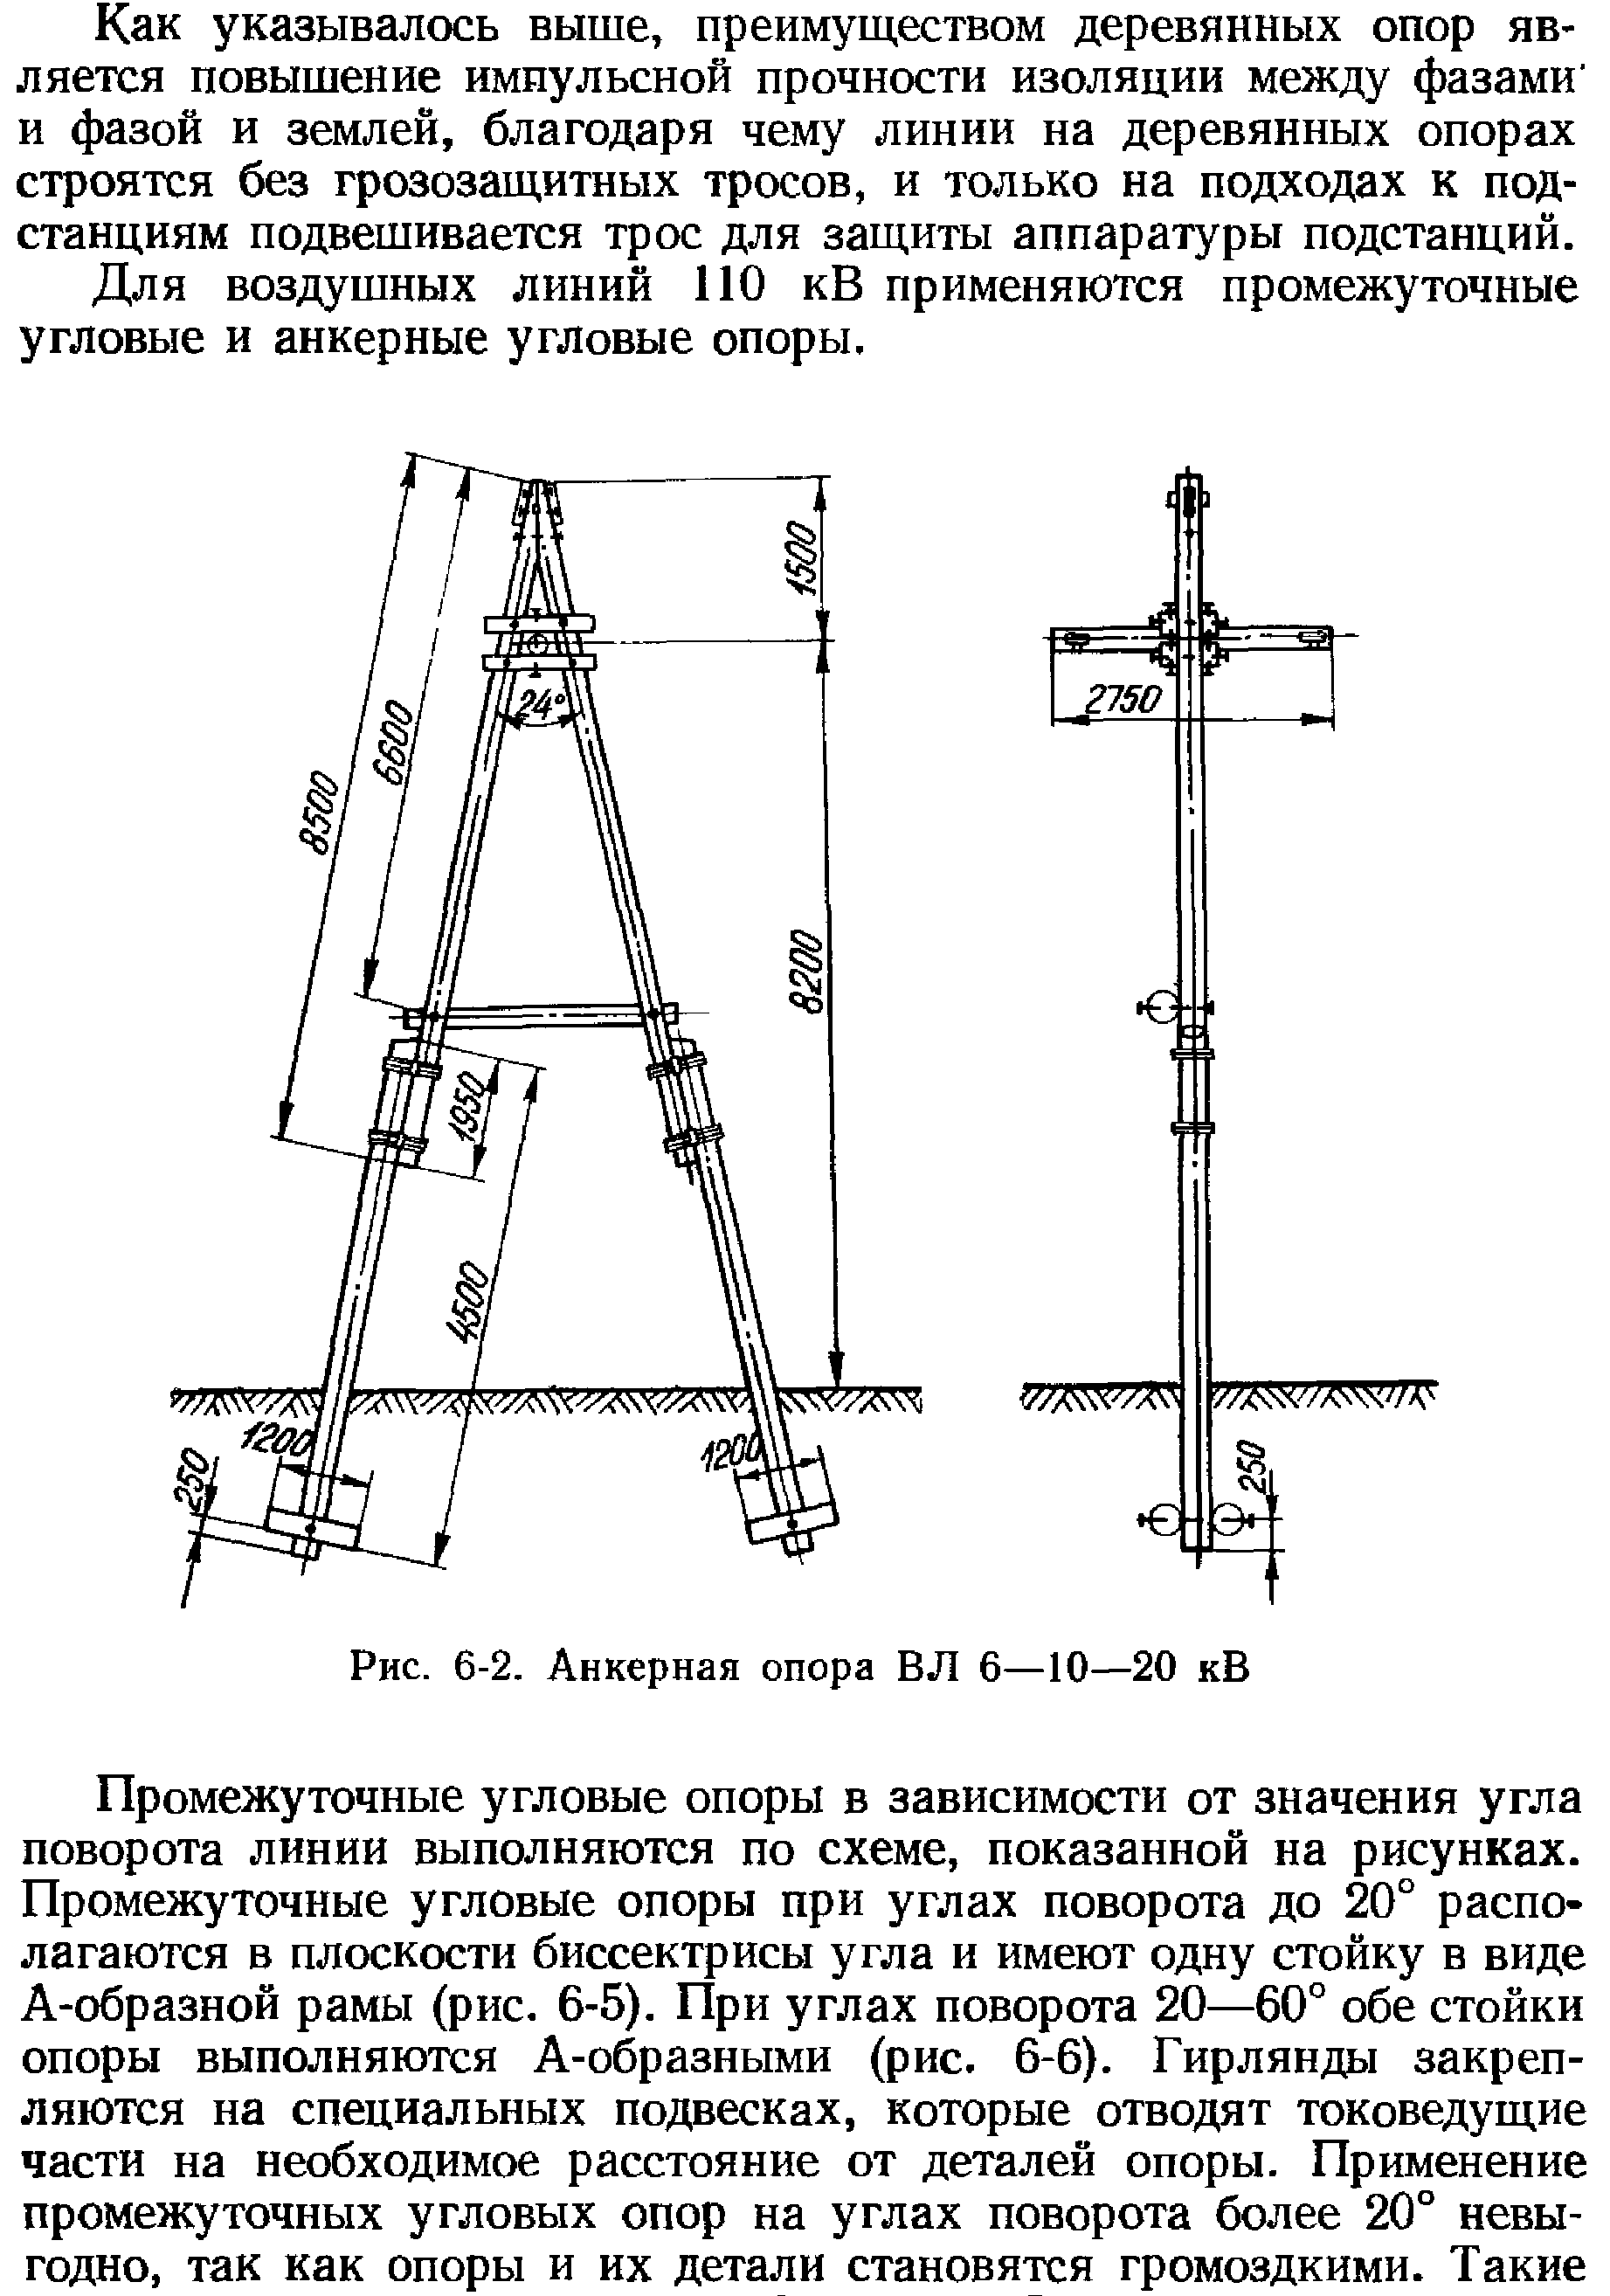 Как указывалось выше, преимуществом деревянных опор яв-
ляется повышение импульсной прочности изоляции между фазами
и фазой и землей, благодаря чему линии на деревянных опорах
строятся без грозозащитных тросов, и только на подходах к под-
станциям подвешивается трос для защиты аппаратуры подстанций.
Для воздушных линий 110 кВ применяются промежуточные
угловые и анкерные угловые опоры.
1500
2750
24°
6600
8500
8200
1950
4500
1200
1200
250
250
Рис. 6-2. Анкерная опора ВЛ 6—10—20 кВ
Промежуточные угловые опоры в зависимости от значения угла
поворота линии выполняются по схеме, показанной на рисунках.
Промежуточные угловые опоры при углах поворота до 20° распо-
лагаются в плоскости биссектрисы угла и имеют одну стойку в виде
А-образной рамы (рис. 6-5). При углах поворота 20—60° обе стойки
опоры выполняются А-образными (рис. 6-6). Гирлянды закреп-
ляются на специальных подвесках, которые отводят токоведущие
части на необходимое расстояние от деталей опоры. Применение
промежуточных угловых опор на углах поворота более 20° невы-
годно, так как опоры и их детали становятся громоздкими. Такие